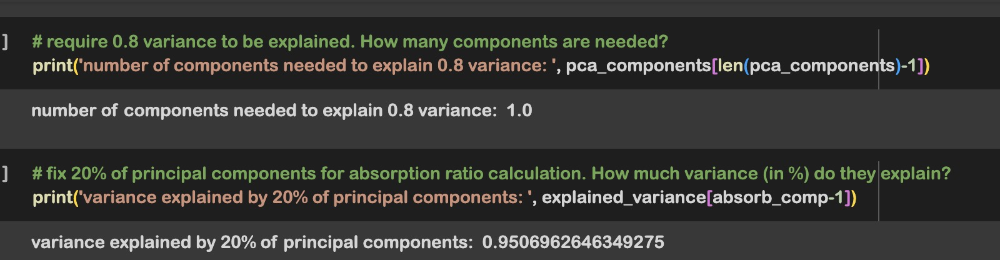 ] # require 0.8 variance to be explained. How many components are needed?
print('number of components needed to explain 0.8 variance: ', pca_components[len(pca_components)-1])
number of components needed to explain 0.8 variance:  1.0
] # fix 20% of principal components for absorption ratio calculation. How much variance (in %) do they explain?
print('variance explained by 20% of principal components: ', explained_variance[absorb_comp-1])
variance explained by 20% of principal components:  0.9506962646349275